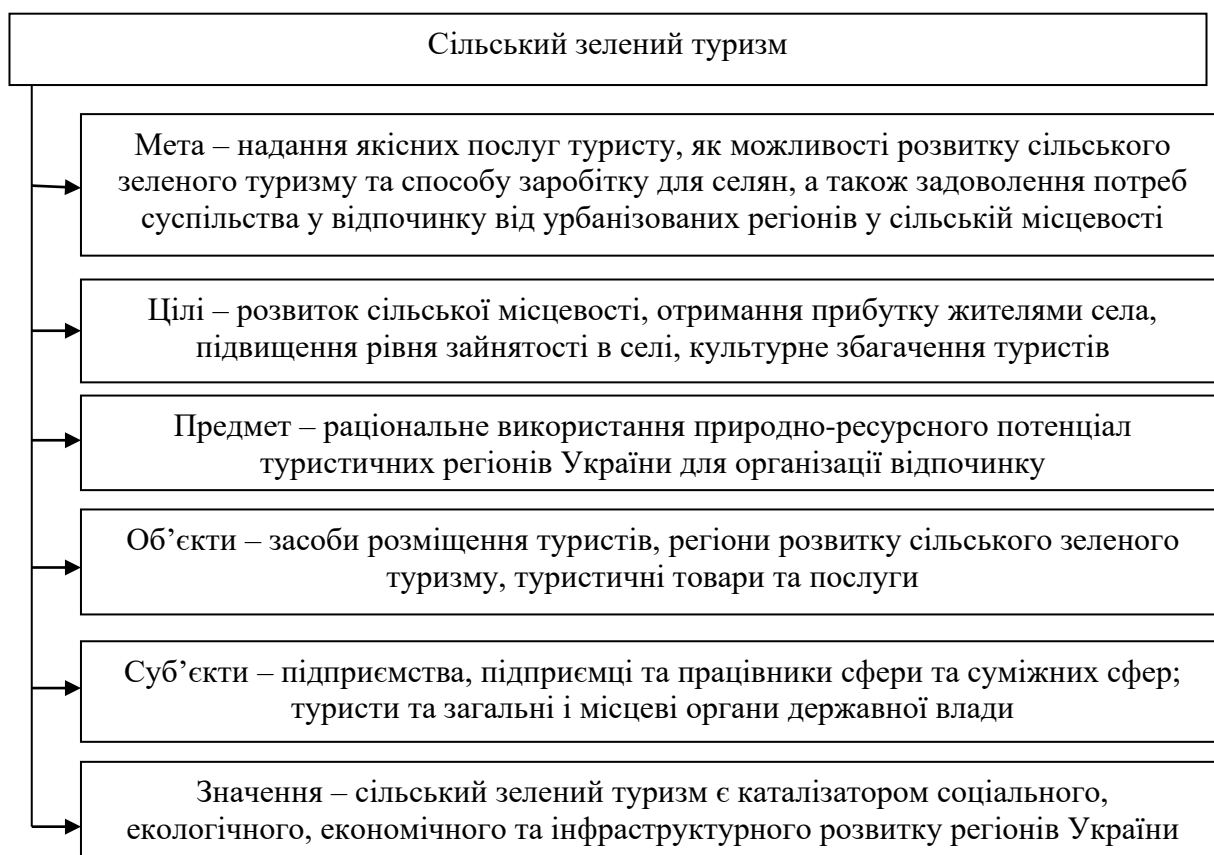 Сільський зелений туризм
Мета – надання якісних послуг туристу, як можливості розвитку сільського
зеленого туризму та способу заробітку для селян, а також задоволення потреб
суспільства у відпочинку від урбанізованих регіонів у сільській місцевості
Цілі – розвиток сільської місцевості, отримання прибутку жителями села,
підвищення рівня зайнятості в селі, культурне збагачення туристів
Предмет – раціональне використання природно-ресурсного потенціал
туристичних регіонів України для організації відпочинку
Об’єкти – засоби розміщення туристів, регіони розвитку сільського зеленого
туризму, туристичні товари та послуги
Суб’єкти – підприємства, підприємці та працівники сфери та суміжних сфер;
туристи та загальні і місцеві органи державної влади
Значення – сільський зелений туризм є каталізатором соціального,
екологічного, економічного та інфраструктурного розвитку регіонів України